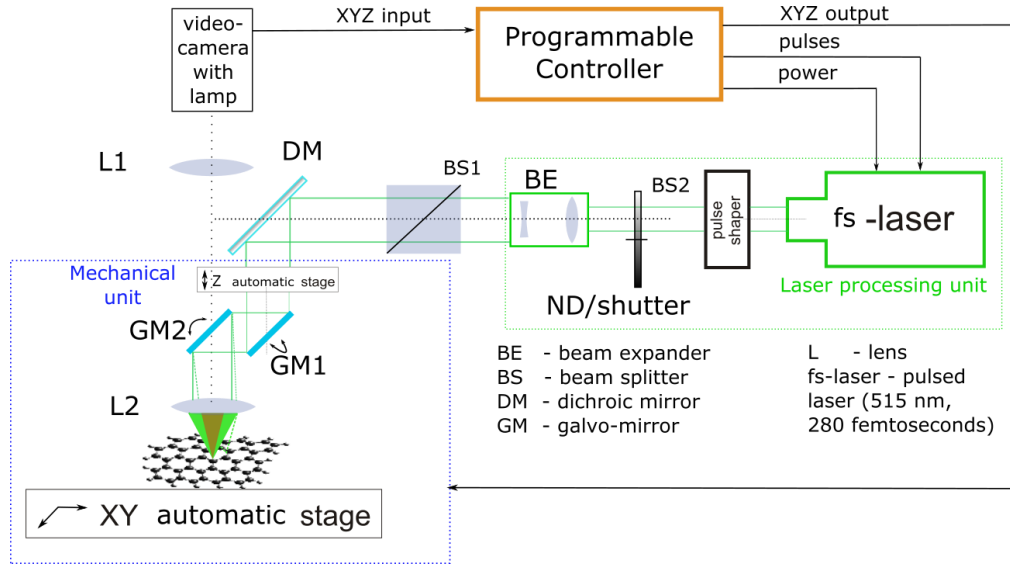 video-
camera
with
lamp
XYZ input
Programmable
Controller
XYZ output
pulses
power
L1
DM
BS1
BE
BS2
pulse
shaper
fs -laser
ND/shutter
Laser processing unit
Mechanical
unit
Z automatic stage
GM2
GM1
L2
XY automatic stage
BE - beam expander
BS - beam splitter
DM - dichroic mirror
GM - galvo-mirror
L - lens
fs-laser - pulsed
laser (515 nm,
280 femtoseconds)